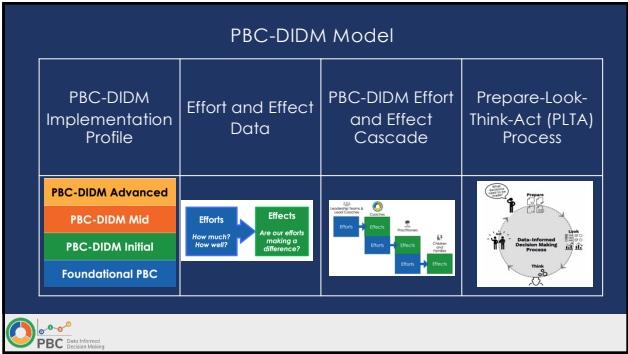 PBC-DIDM Model
PBC-DIDM
Implementation
Profile
Effort and Effect
Data
PBC-DIDM Effort
and Effect
Cascade
Prepare-Look-
Think-Act (PLTA)
Process
PBC-DIDM Advanced
PBC-DIDM Mid
PBC-DIDM Initial
Foundational PBC
Efforts
How much?
How well?
Effects
Are our efforts
making a
difference?
Leadership Teams &
Lead Coaches
Coaches
Practitioners
Children
and
Families
Efforts
Effects
Efforts
Effects
Efforts
Effects
Prepare
Look
Think
Data-Informed
Decision Making
Process
PBC
Data Informed
Decision Making